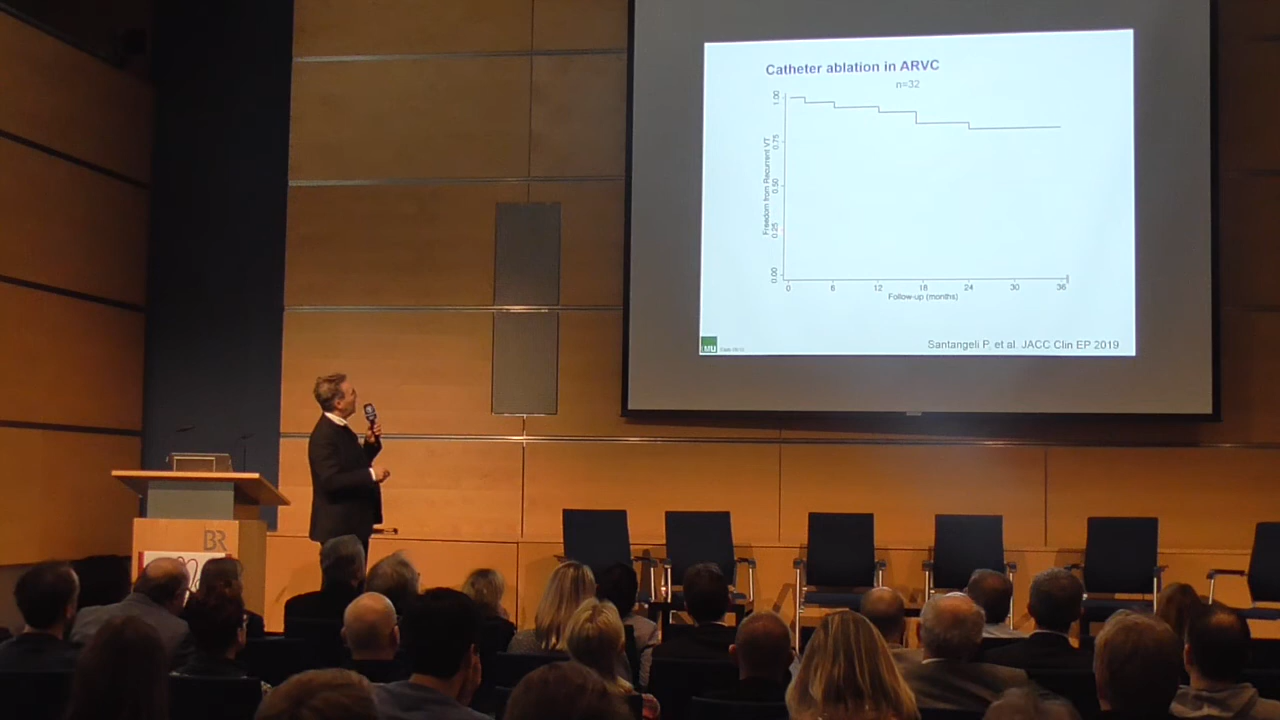 Catheter ablation in ARVC
n=32
1.00
0.75
0.50
0.25
0.00
Freedom from Recurrent VT
0 6 12 18 24 30 36
Follow-up (months)
Santangeli P, et al. JACC Clin EP 2019
LMU
BR